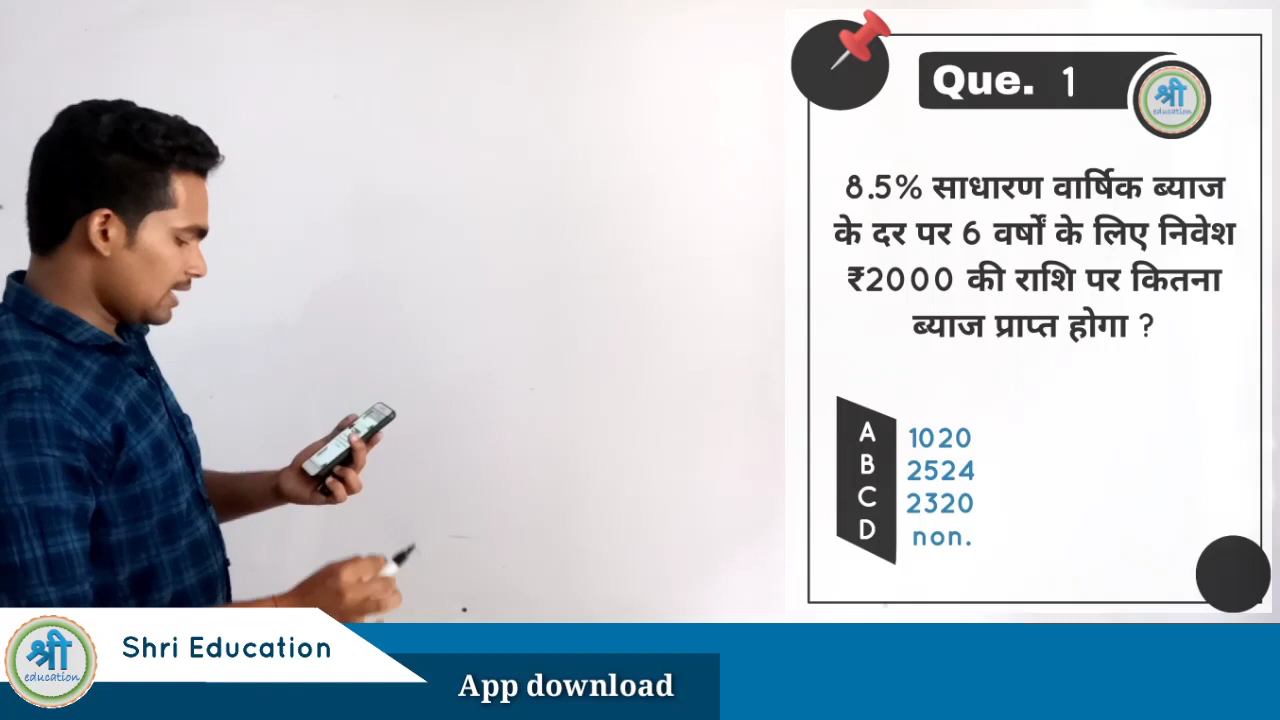 Que. 1
श्री
education
8.5% साधारण वार्षिक ब्याज
के दर पर 6 वर्षों के लिए निवेश
₹2000 की राशि पर कितना
ब्याज प्राप्त होगा ?
A 1020
B 2524
C 2320
D non.
श्री
education
Shri Education
App download